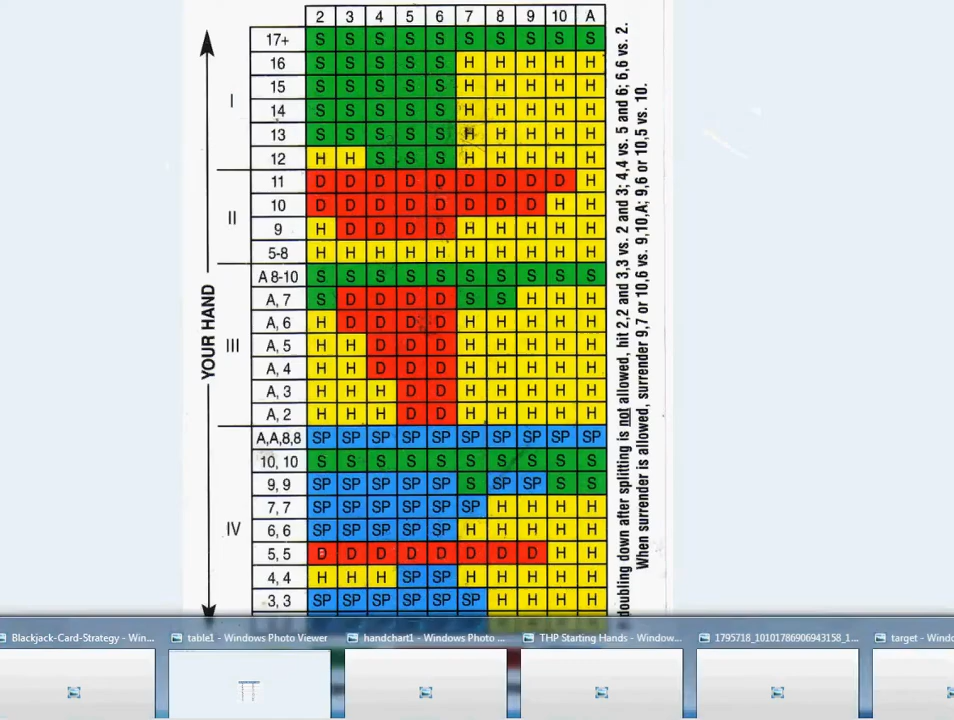 2 3 4 5 6 7 8 9 10 A
17+ S S S S S S S S S S
16 S S S S S H H H H H
15 S S S S S H H H H H
14 S S S S S H H H H H
13 S S S S S H H H H H
12 H H S S S H H H H H
I
11 D D D D D D D D D H
10 D D D D D D D D H H
9 H D D D D H H H H H
5-8 H H H H H H H H H H
II
A 8-10 S S S S S S S S S S
A, 7 S D D D D S S H H H
A, 6 H D D D D H H H H H
A, 5 H H D D D H H H H H
A, 4 H H D D D H H H H H
A, 3 H H H D D H H H H H
A, 2 H H H D D H H H H H
III
A,A,8,8 SP SP SP SP SP SP SP SP SP SP
10, 10 S S S S S S S S S S
9, 9 SP SP SP SP SP S SP SP S S
7, 7 SP SP SP SP SP SP H H H H
6, 6 SP SP SP SP SP H H H H H
5, 5 D D D D D D D D H H
4, 4 H H H SP SP H H H H H
3, 3 SP SP SP SP SP SP H H H H
IV
YOUR HAND
doubling down after splitting is not allowed, hit 2,2 and 3,3 vs. 2 and 3; 4,4 vs. 5 and 6; 6,6 vs. 2.
When surrender is allowed, surrender 9,7 or 10,6 vs. 9,10,A; 9,6 or 10,5 vs. 10.
Blackjack-Card-Strategy - Win...
table1 - Windows Photo Viewer
handchart1 - Windows Photo ...
THP Starting Hands - Window...
1795718_10101786906943158_1...
target - Windo